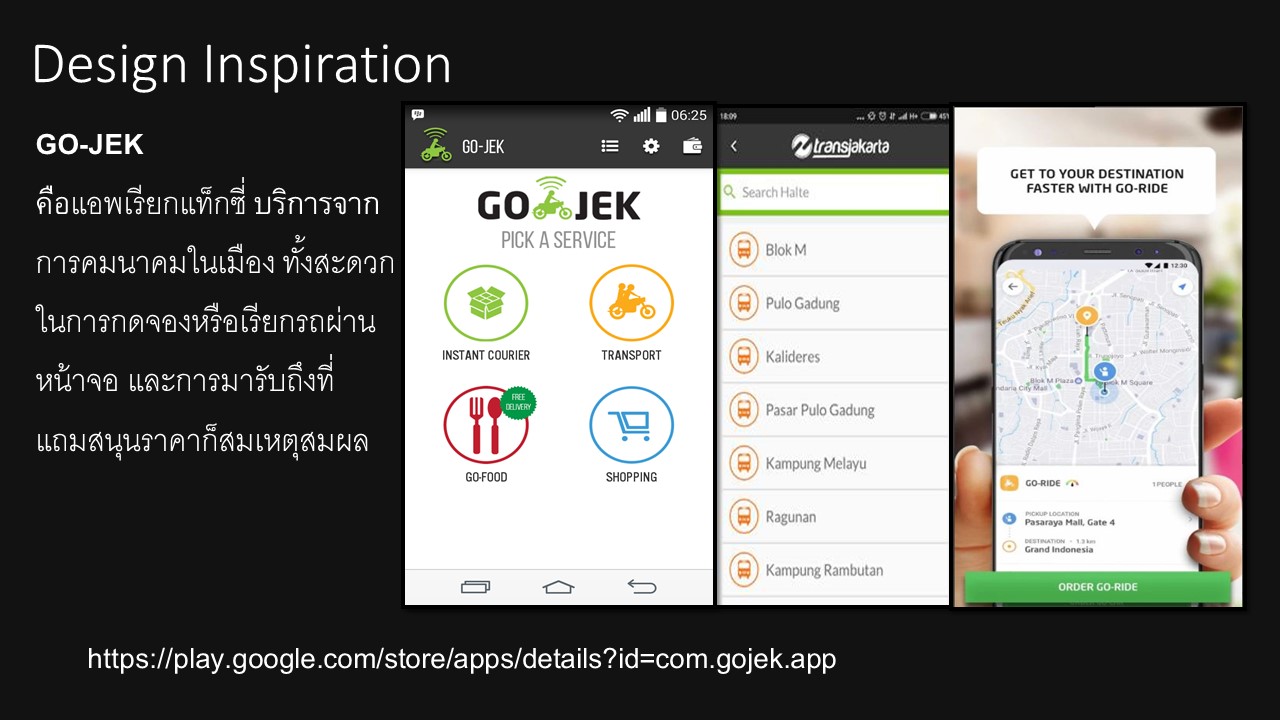 Design Inspiration
GO-JEK
คือแอพเรียกแท็กซี่ บริการจาก
การคมนาคมในเมือง ทั้งสะดวก
ในการกดจองหรือเรียกรถผ่าน
หน้าจอ และการมารับถึงที่
แถมสนุนราคาก็สมเหตุสมผล
06:25
GO-JEK
GO JEK
PICK A SERVICE
INSTANT COURIER
TRANSPORT
FREE
DELIVERY
GO-FOOD
SHOPPING
18:09
H+
transjakarta
Search Halte
Blok M
Pulo Gadung
Kalideres
Pasar Pulo Gadung
Kampung Melayu
Ragunan
Kampung Rambutan
GET TO YOUR DESTINATION
FASTER WITH GO-RIDE
12.30
Blok M Plaza
M Square
GO-RIDE
1 PEOPLE
PICKUP LOCATION
Pasaraya Mall, Gate 4
DESTINATION - 1.3 km
Grand Indonesia
ORDER GO-RIDE
https://play.google.com/store/apps/details?id=com.gojek.app